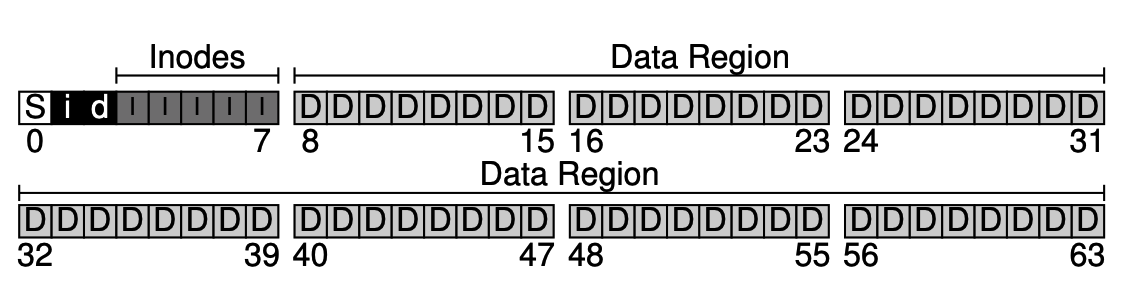 Inodes Data Region
S i d I I I I I D D D D D D D D D D D D D D D D D D D D D D D D
0 7 8 15 16 23 24 31
Data Region
D D D D D D D D D D D D D D D D D D D D D D D D D D D D D D D D
32 39 40 47 48 55 56 63